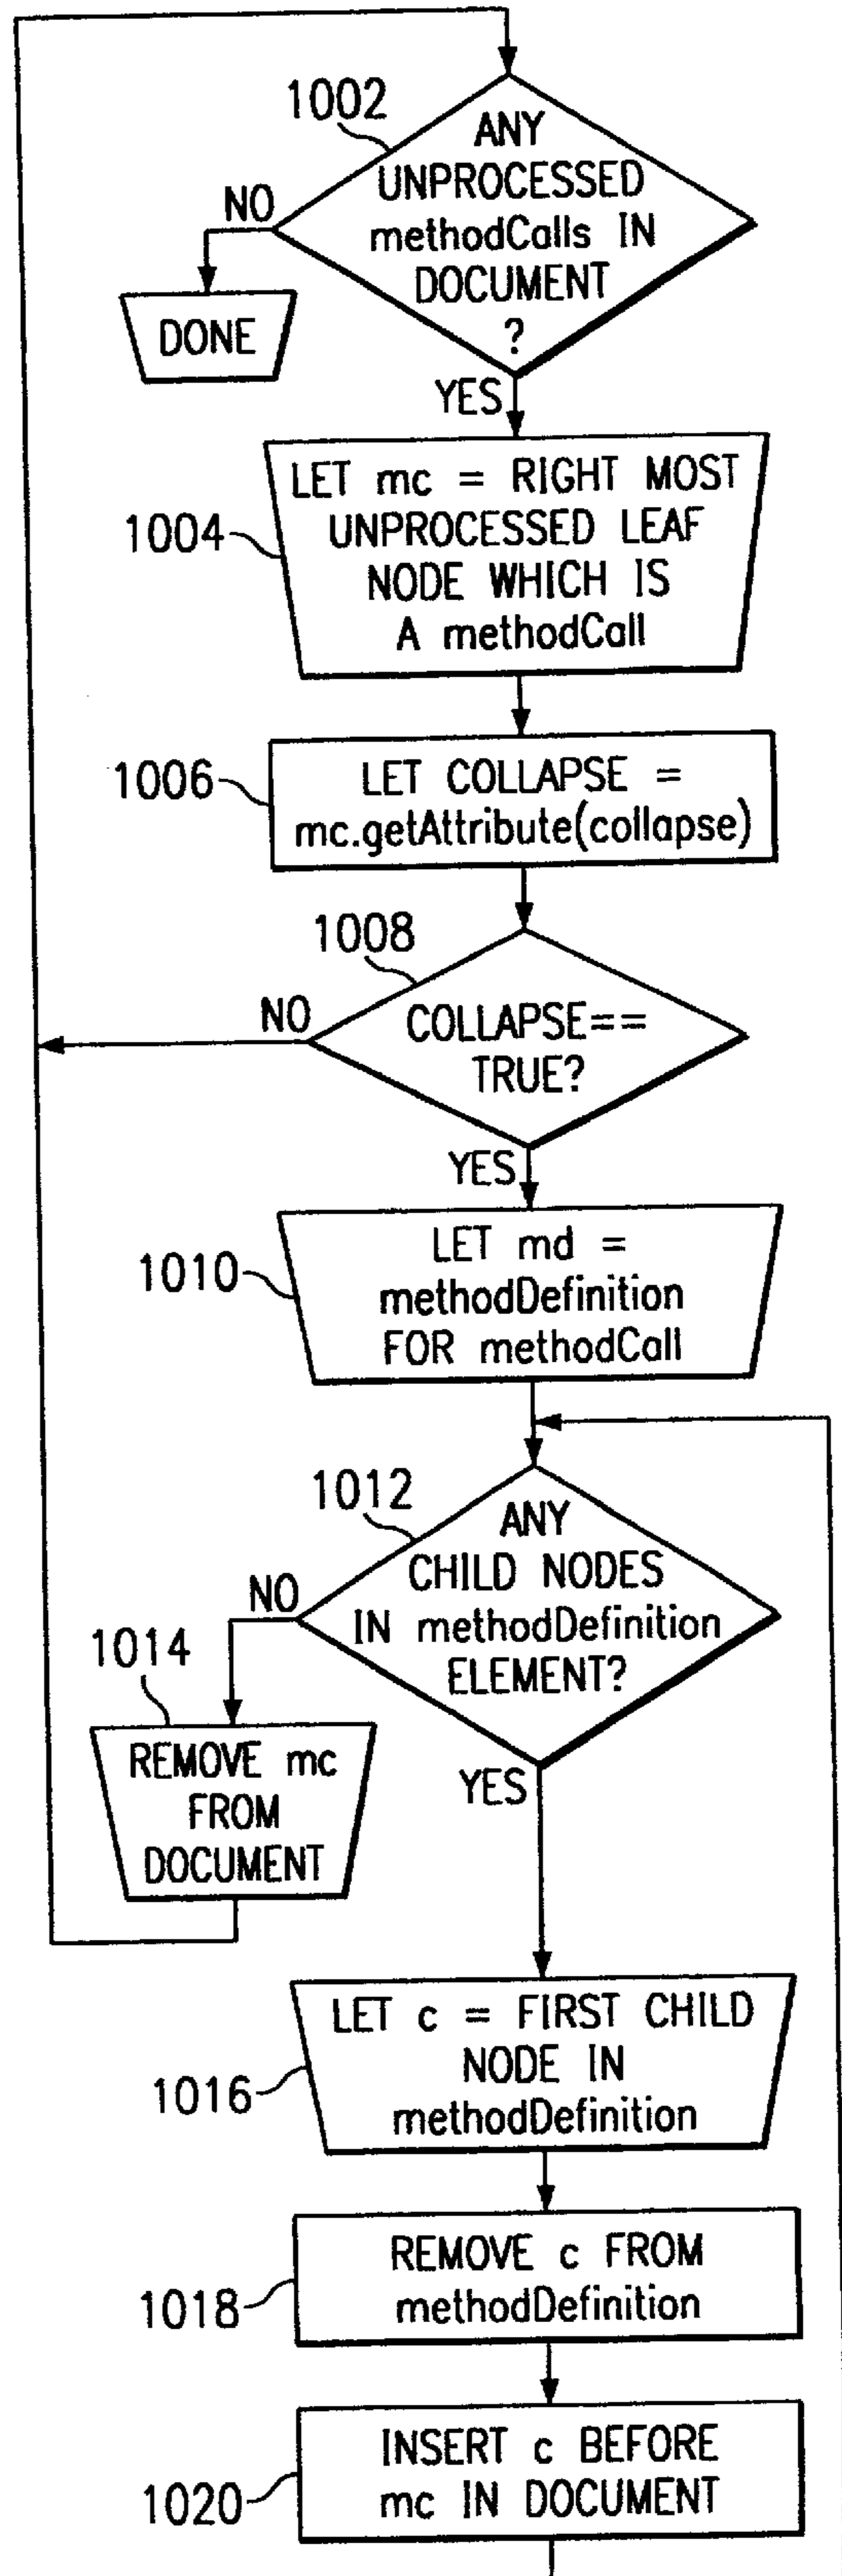 1002
ANY
UNPROCESSED
methodCalls IN
DOCUMENT
?
NO
DONE
YES
1004
LET mc = RIGHT MOST
UNPROCESSED LEAF
NODE WHICH IS
A methodCall
1006
LET COLLAPSE =
mc.getAttribute(collapse)
1008
NO
COLLAPSE==
TRUE?
YES
1010
LET md =
methodDefinition
FOR methodCall
1012
ANY
CHILD NODES
IN methodDefinition
ELEMENT?
NO
1014
REMOVE mc
FROM
DOCUMENT
YES
1016
LET c = FIRST CHILD
NODE IN
methodDefinition
1018
REMOVE c FROM
methodDefinition
1020
INSERT c BEFORE
mc IN DOCUMENT